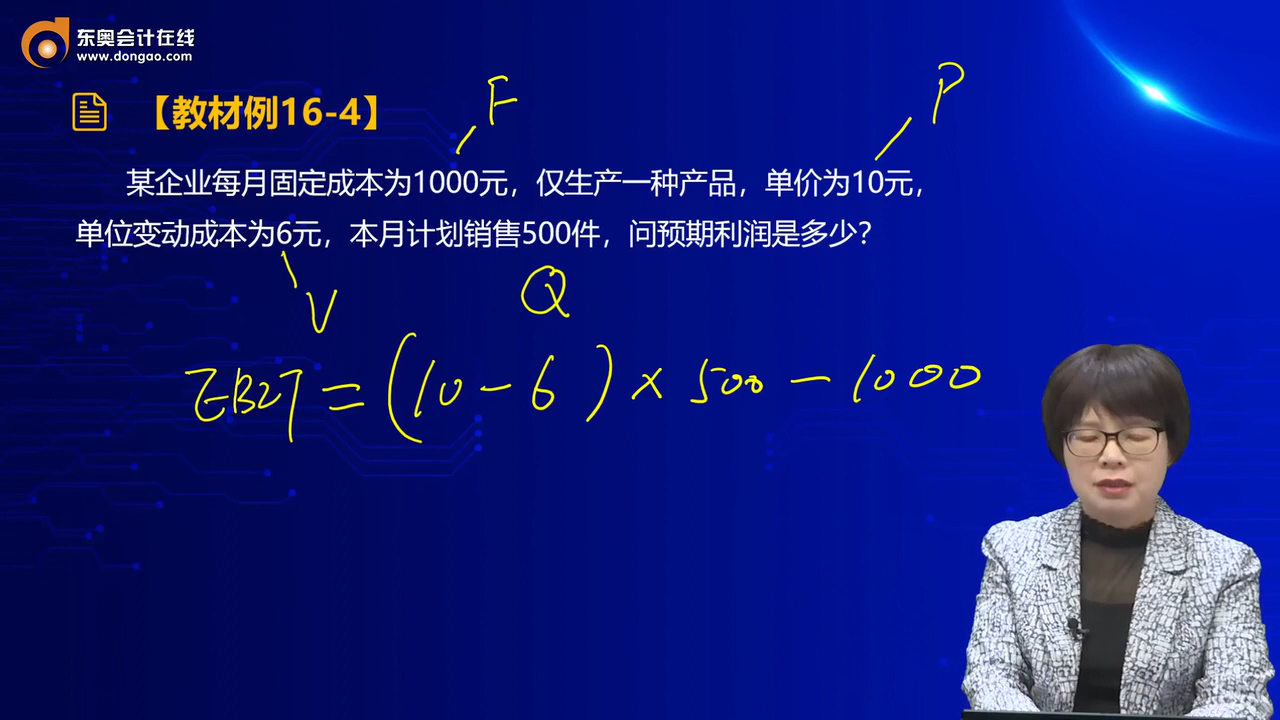 东奥会计在线
www.dongao.com
【教材例16-4】
F
P
某企业每月固定成本为1000元，仅生产一种产品，单价为10元，
单位变动成本为6元，本月计划销售500件，问预期利润是多少？
V
Q
EBIT=(10-6)×500-1000